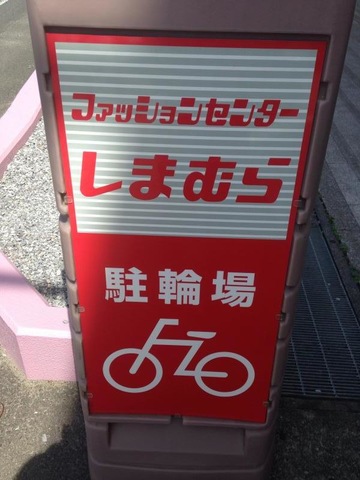 ファッションセンター
しまむら
駐輪場